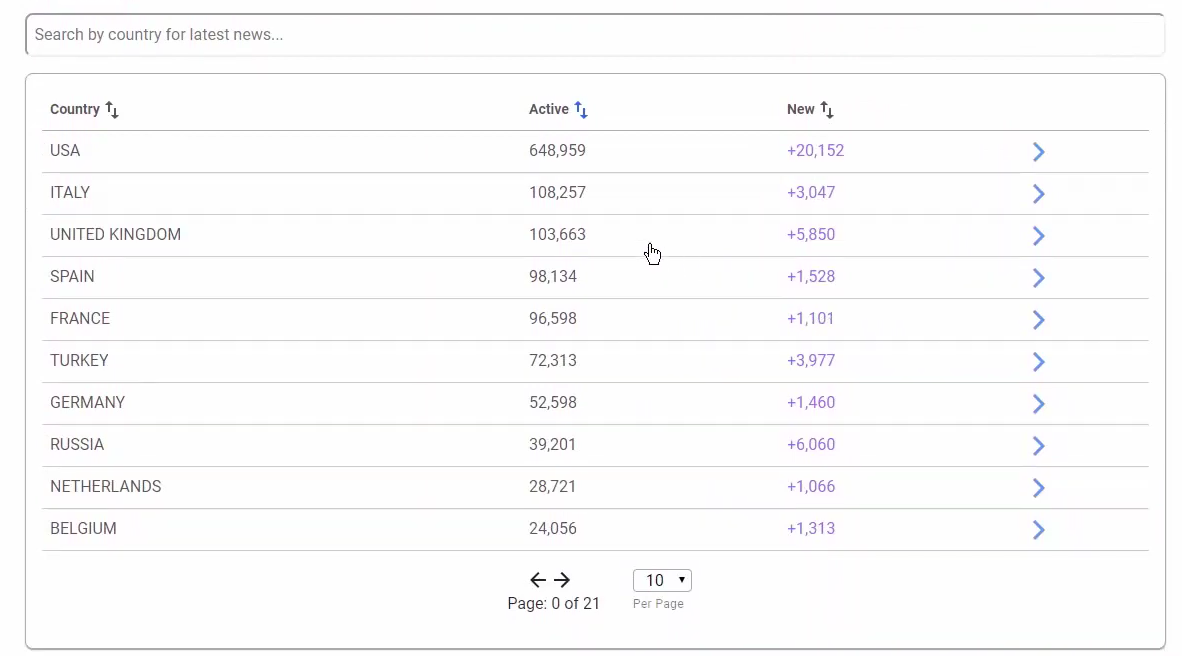 Search by country for latest news...
Country Active New
USA 648,959 +20,152
ITALY 108,257 +3,047
UNITED KINGDOM 103,663 +5,850
SPAIN 98,134 +1,528
FRANCE 96,598 +1,101
TURKEY 72,313 +3,977
GERMANY 52,598 +1,460
RUSSIA 39,201 +6,060
NETHERLANDS 28,721 +1,066
BELGIUM 24,056 +1,313
10
Page: 0 of 21 Per Page